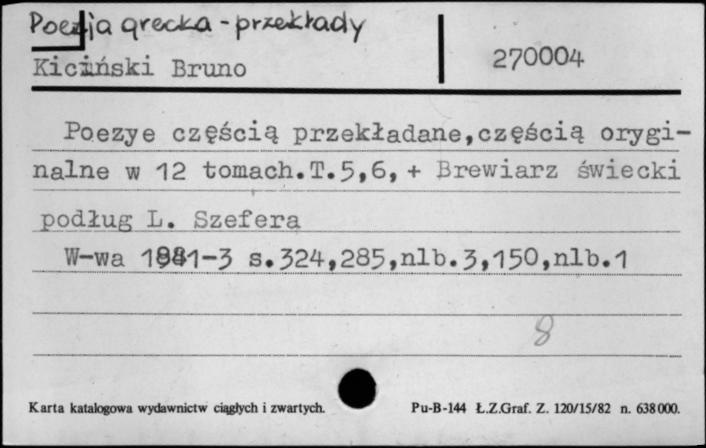 Poezja grecka - przekłady
Kiciński Bruno
270004
Poezye częścią przekładane,częścią orygi-
nalne w 12 tomach.T.5,6, + Brewiarz świecki
podług L. Szefera
W-wa 1841-3 s.324,285,nlb.3,150,nlb.1
8
Karta katalogowa wydawnictw ciągłych i zwartych.
Pu-B-144 Ł.Z.Graf. Z. 120/15/82 n. 638000.